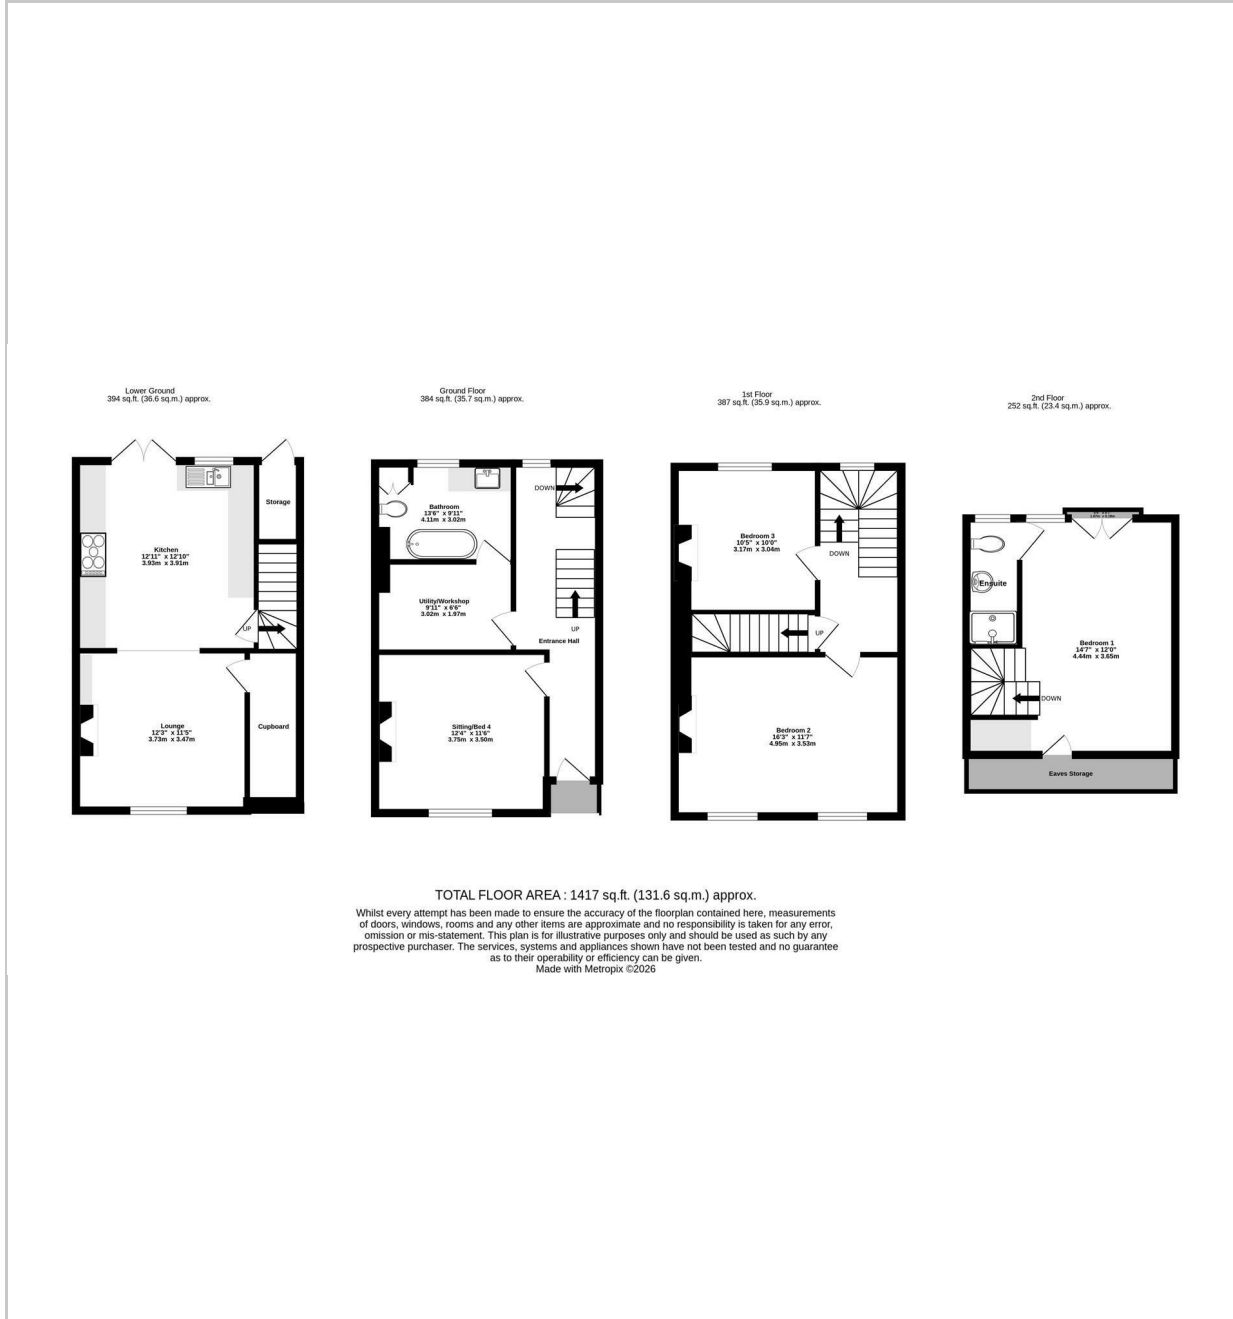 Lower Ground
394 sq.ft. (36.6 sq.m.) approx.
Storage
Kitchen
12'11" x 12'10"
3.93m x 3.91m
UP
Lounge
12'3" x 11'5"
3.73m x 3.47m
Cupboard
Ground Floor
384 sq.ft. (35.7 sq.m.) approx.
DOWN
Bathroom
13'6" x 9'11"
4.11m x 3.02m
Utility/Workshop
9'11" x 6'6"
3.02m x 1.97m
UP
Entrance Hall
Sitting/Bed 4
12'4" x 11'6"
3.75m x 3.50m
1st Floor
387 sq.ft. (35.9 sq.m.) approx.
Bedroom 3
10'5" x 10'0"
3.17m x 3.04m
DOWN
UP
Bedroom 2
16'3" x 11'7"
4.95m x 3.53m
2nd Floor
252 sq.ft. (23.4 sq.m.) approx.
Ensuite
Bedroom 1
14'7" x 12'0"
4.44m x 3.65m
DOWN
Eaves Storage
TOTAL FLOOR AREA : 1417 sq.ft. (131.6 sq.m.) approx.
Whilst every attempt has been made to ensure the accuracy of the floorplan contained here, measurements
of doors, windows, rooms and any other items are approximate and no responsibility is taken for any error,
omission or mis-statement. This plan is for illustrative purposes only and should be used as such by any
prospective purchaser. The services, systems and appliances shown have not been tested and no guarantee
as to their operability or efficiency can be given.
Made with Metropix ©2026